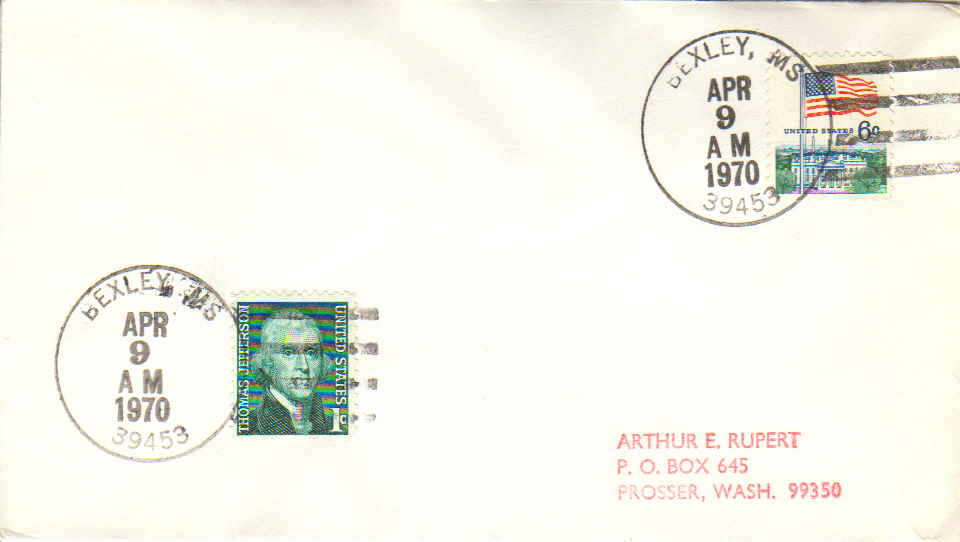 BEXLEY, MS
APR
9
A M
1970
39453
UNITED STATES 6c
BEXLEY, MS
APR
9
A M
1970
39453
THOMAS JEFFERSON
UNITED STATES
1c
ARTHUR E. RUPERT
P. O. BOX 645
PROSSER, WASH. 99350